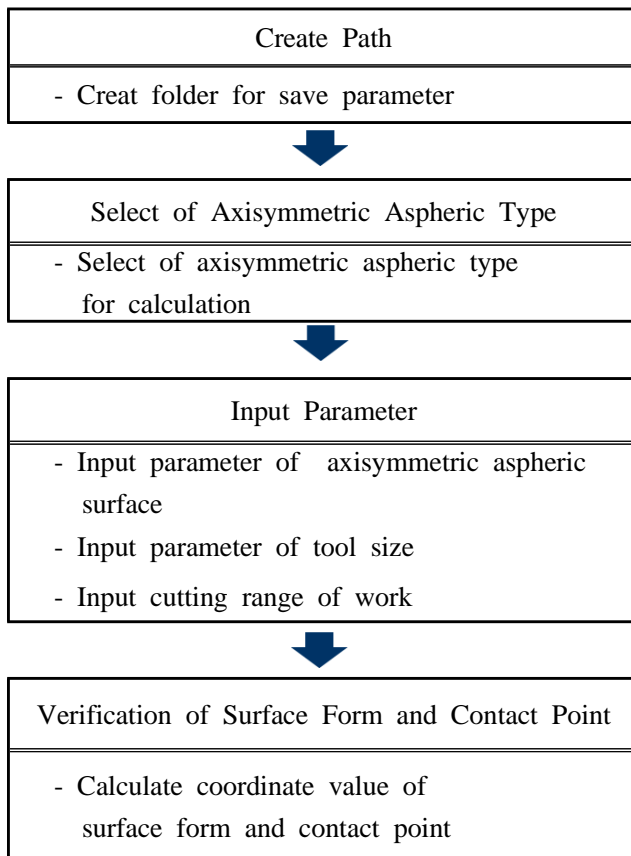 Create Path
- Creat folder for save parameter
Select of Axisymmetric Aspheric Type
- Select of axisymmetric aspheric type
for calculation
Input Parameter
- Input parameter of axisymmetric aspheric
surface
- Input parameter of tool size
- Input cutting range of work
Verification of Surface Form and Contact Point
- Calculate coordinate value of
surface form and contact point